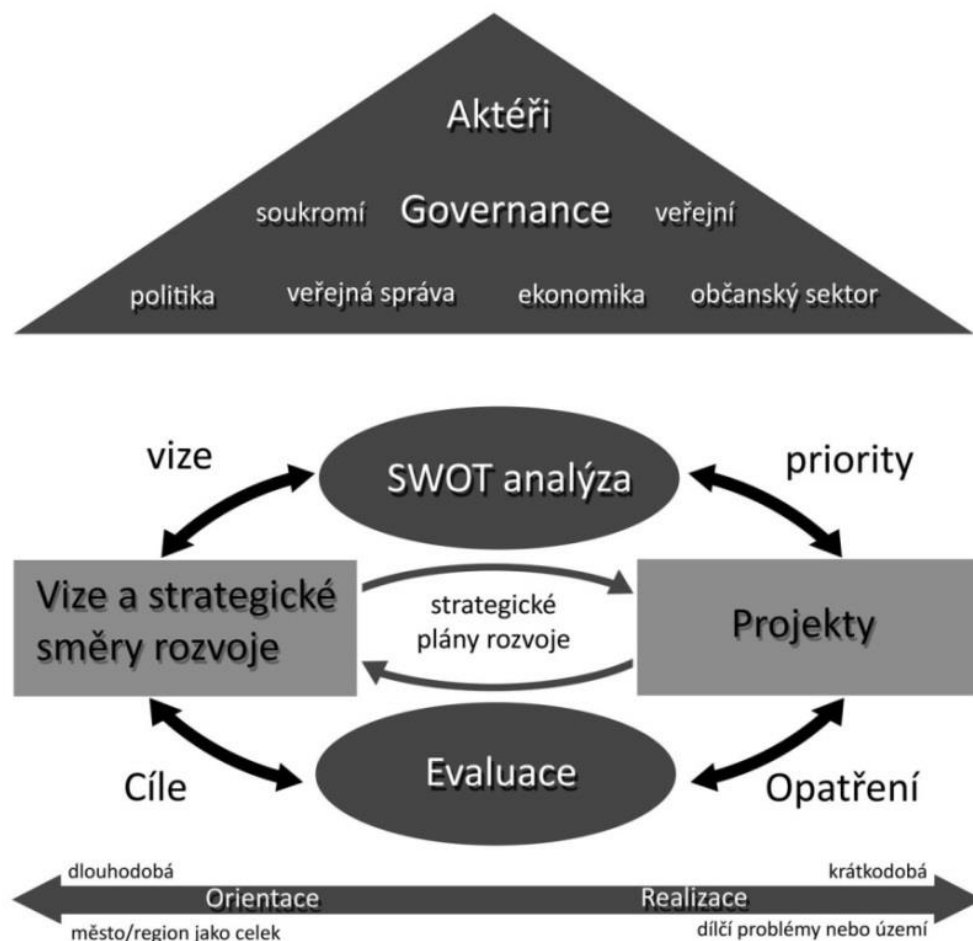 Aktéři
soukromí Governance veřejní
politika veřejná správa ekonomika občanský sektor
vize
SWOT analýza
priority
Vize a strategické
směry rozvoje
strategické
plány rozvoje
Projekty
Cíle
Evaluace
Opatření
dlouhodobá krátkodobá
Orientace Realizace
město/region jako celek dílčí problémy nebo území